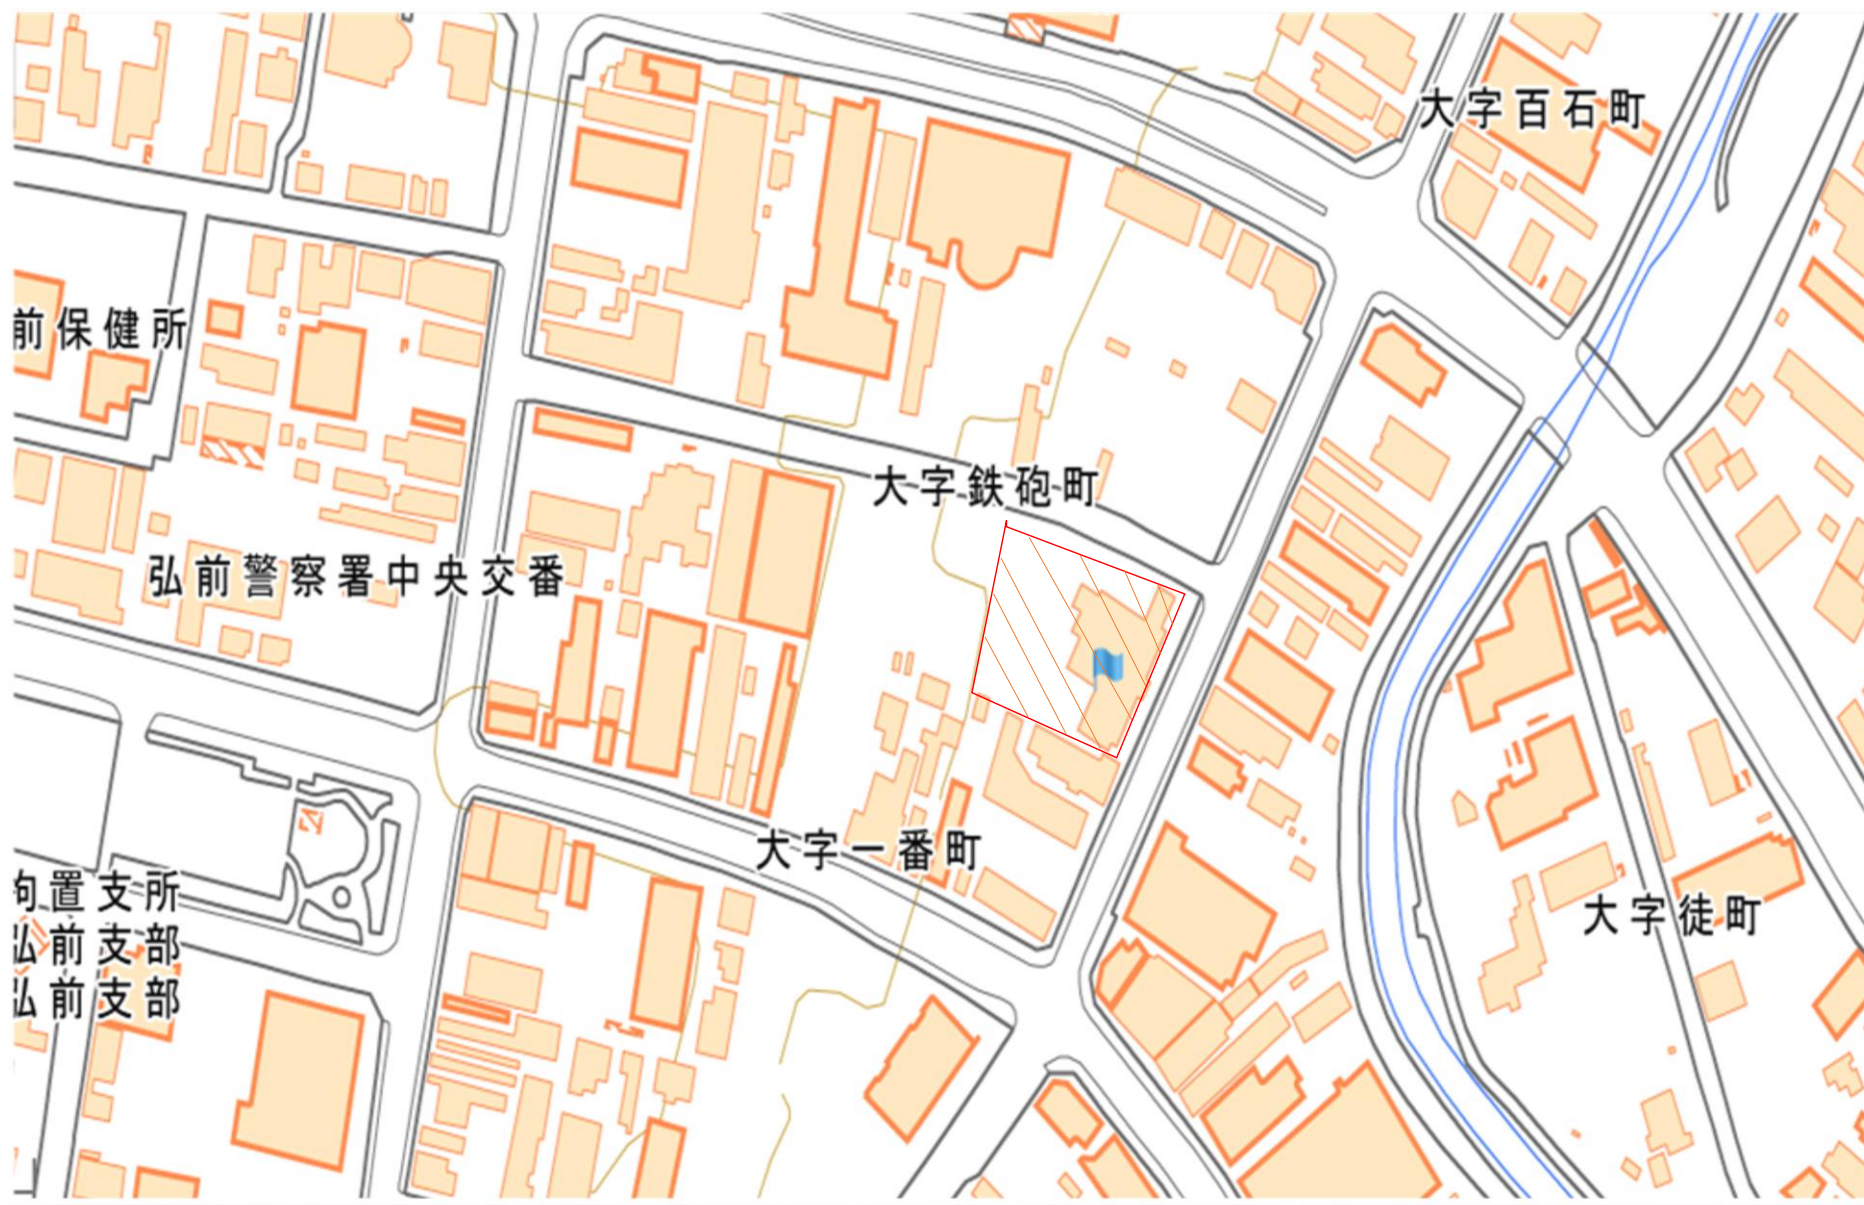 大字百石町
前保健所
大字鉄砲町
弘前警察署中央交番
大字一番町
拘置支所
弘前支部
弘前支部
大字徒町